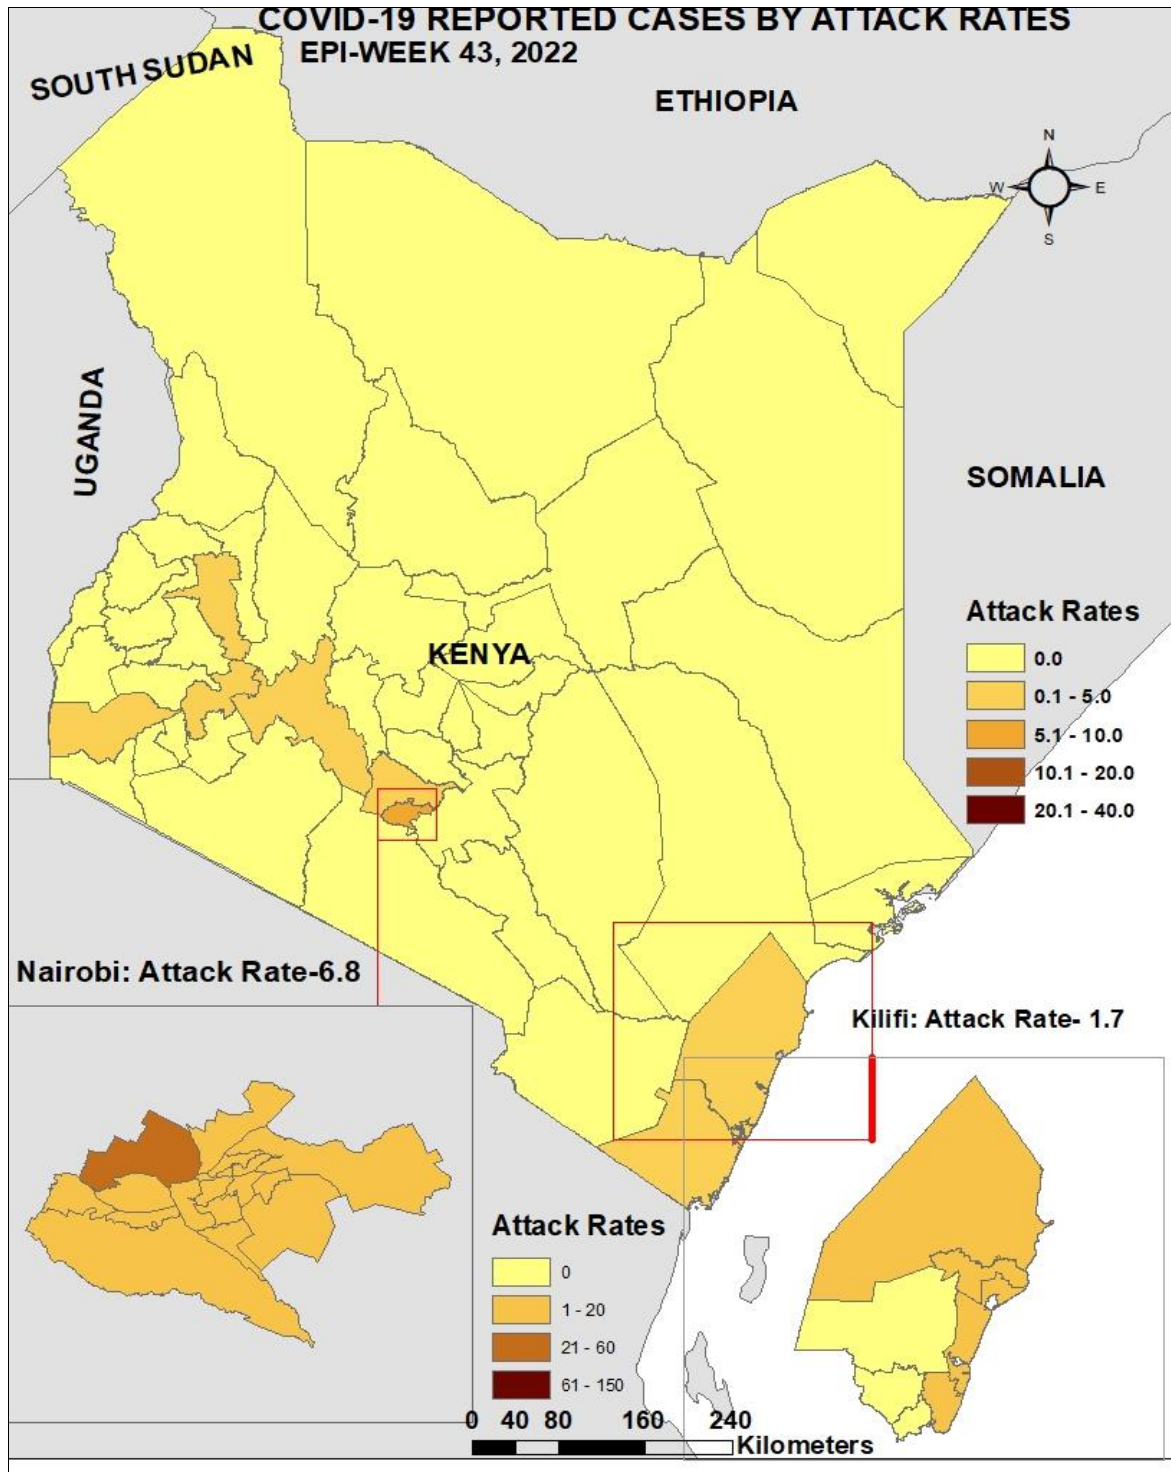 COVID-19 REPORTED CASES BY ATTACK RATES
EPI-WEEK 43, 2022
SOUTH SUDAN
ETHIOPIA
N
W
E
S
UGANDA
SOMALIA
KENYA
Attack Rates
0.0
0.1 - 5.0
5.1 - 10.0
10.1 - 20.0
20.1 - 40.0
Nairobi: Attack Rate-6.8
Kilifi: Attack Rate- 1.7
Attack Rates
0
1 - 20
21 - 60
61 - 150
0 40 80 160 240
Kilometers